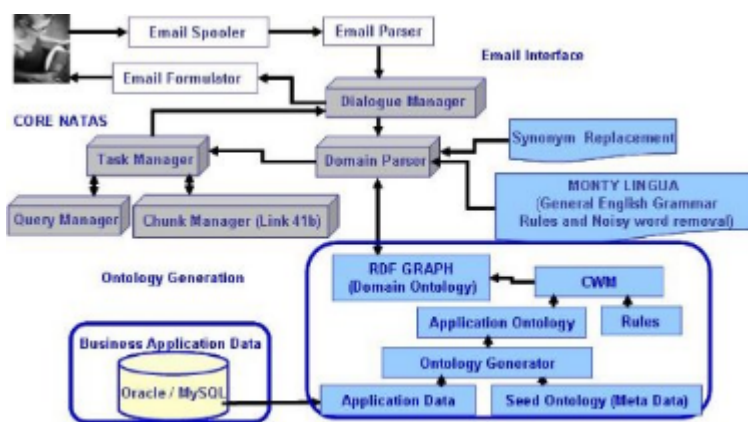 Email Spooler
Email Parser
Email Interface
Email Formulator
Dialogue Manager
CORE NATAS
Synonym Replacement
Task Manager
Domain Parser
MONTY LINGUA
(General English Grammar
Rules and Noisy word removal)
Query Manager
Chunk Manager (Link 41b)
Ontology Generation
RDF GRAPH
(Domain Ontology)
CWM
Application Ontology
Rules
Business Application Data
Ontology Generator
Oracle / MySQL
Application Data
Seed Ontology (Meta Data)